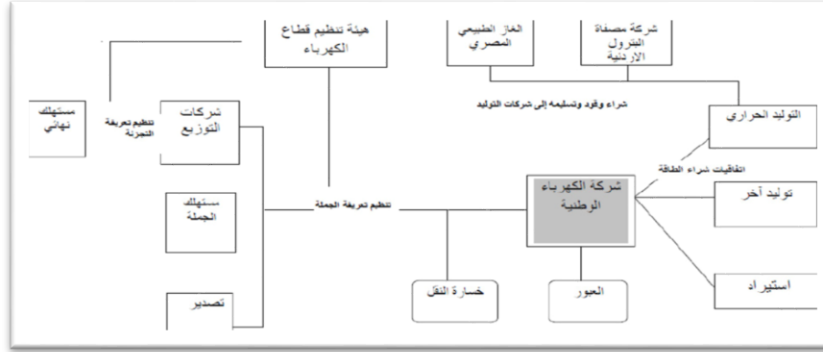 شركة مصفاة
البترول
الاردنية
الغاز الطبيعي
المصري
هيئة تنظيم قطاع
الكهرباء
شراء وقود وتسليمه إلى شركات التوليد
التوليد الحراري
شركات
التوزيع
تنظيم تعريفة
التجزئة
مستهلك
نهائي
اتفاقيات شراء الطاقة
توليد آخر
شركة الكهرباء
الوطنية
تنظيم تعريفة الجملة
مستهلك
الجملة
استيراد
العبور
خسارة النقل
تصدير